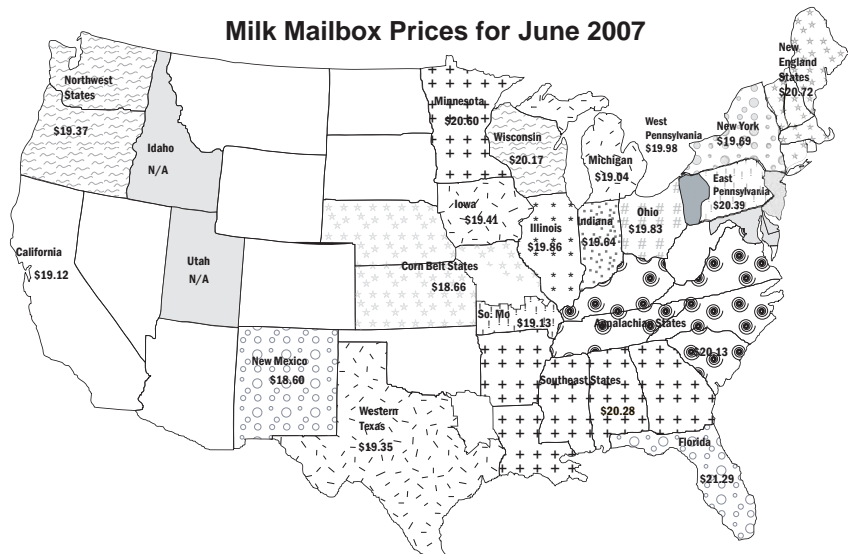 Milk Mailbox Prices for June 2007
Northwest
States
$19.37
Idaho
N/A
Utah
N/A
California
$19.12
New Mexico
$18.60
Western
Texas
$19.35
Corn Belt States
$18.66
Minnesota
$20.60
Wisconsin
$20.17
Iowa
$19.41
Illinois
$19.86
Indiana
$19.64
Michigan
$19.04
Ohio
$19.83
West
Pennsylvania
$19.98
East
Pennsylvania
$20.39
New York
$19.69
New
England
States
$20.72
So. Mo
$19.13
Appalachian States
$20.13
Southeast States
$20.28
Florida
$21.29